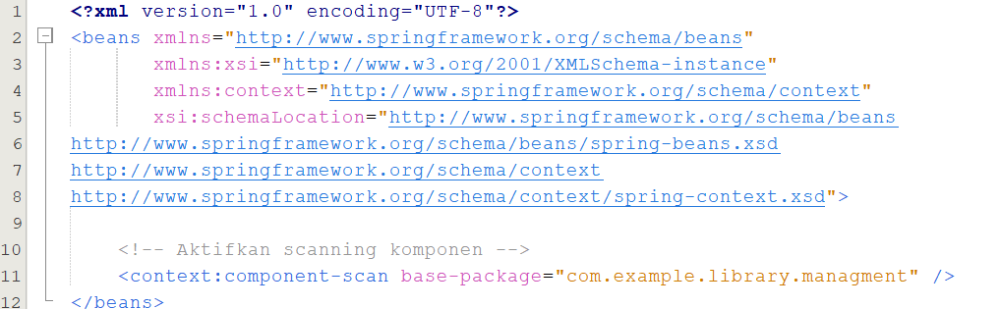 1 <?xml version="1.0" encoding="UTF-8"?>
2 <beans xmlns="http://www.springframework.org/schema/beans"
3 xmlns:xsi="http://www.w3.org/2001/XMLSchema-instance"
4 xmlns:context="http://www.springframework.org/schema/context"
5 xsi:schemaLocation="http://www.springframework.org/schema/beans
6 http://www.springframework.org/schema/beans/spring-beans.xsd
7 http://www.springframework.org/schema/context
8 http://www.springframework.org/schema/context/spring-context.xsd">
9
10 <!-- Aktifkan scanning komponen -->
11 <context:component-scan base-package="com.example.library.managment" />
12 </beans>